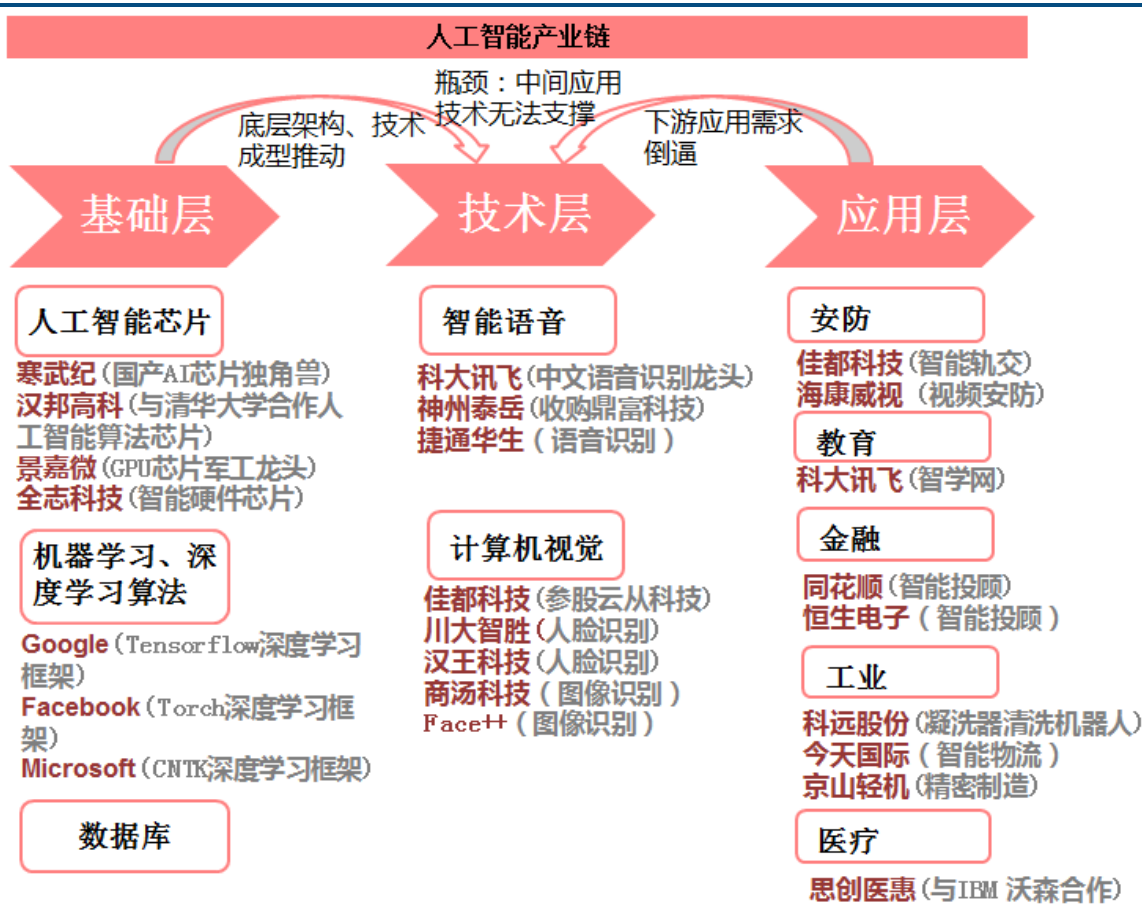 人工智能产业链
瓶颈：中间应用
技术无法支撑
底层架构、技术
成型推动
下游应用需求
倒逼
基础层
技术层
应用层
人工智能芯片
寒武纪(国产AI芯片独角兽)
汉邦高科(与清华大学合作人
工智能算法芯片)
景嘉微(GPU芯片军工龙头)
全志科技(智能硬件芯片)
机器学习、深
度学习算法
Google(Tensorflow深度学习
框架)
Facebook(Torch深度学习框
架)
Microsoft(CNTK深度学习框架)
数据库
智能语音
科大讯飞(中文语音识别龙头)
神州泰岳(收购鼎富科技)
捷通华生（语音识别）
计算机视觉
佳都科技(参股云从科技)
川大智胜(人脸识别)
汉王科技(人脸识别)
商汤科技（图像识别）
Face++（图像识别）
安防
佳都科技(智能轨交)
海康威视（视频安防)
教育
科大讯飞(智学网)
金融
同花顺(智能投顾)
恒生电子（智能投顾）
工业
科远股份(凝洗器清洗机器人)
今天国际（智能物流）
京山轻机(精密制造)
医疗
思创医惠(与IBM 沃森合作)